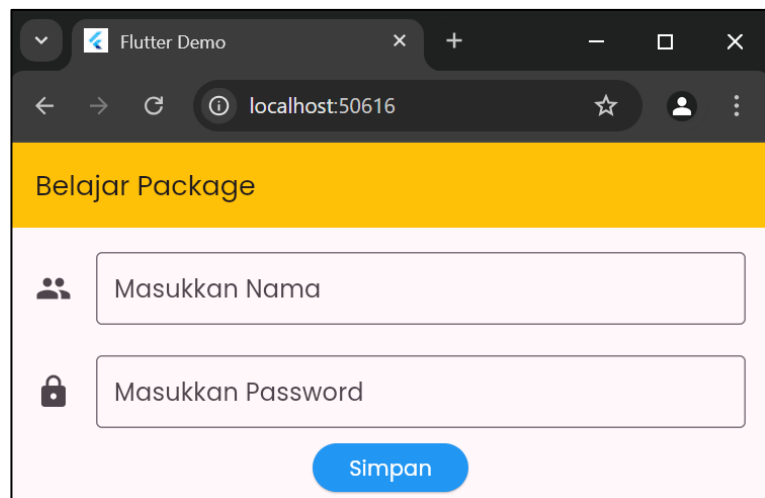 Flutter Demo
localhost:50616
Belajar Package
Masukkan Nama
Masukkan Password
Simpan